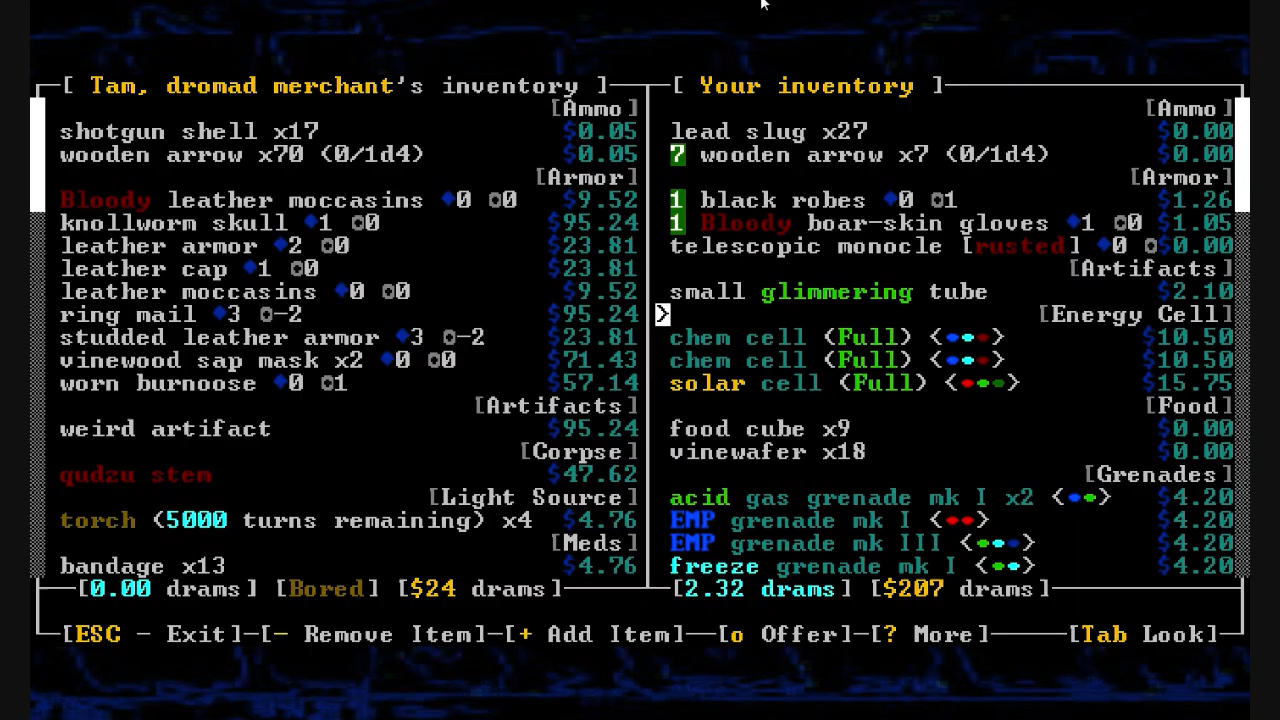 [ Tam, dromad merchant's inventory ]
[Ammo]
shotgun shell x17 $0.05
wooden arrow x70 (0/1d4) $0.05
[Armor]
Bloody leather moccasins ♦0 o0 $9.52
knollworm skull ♦1 o0 $95.24
leather armor ♦2 o0 $23.81
leather cap ♦1 o0 $23.81
leather moccasins ♦0 o0 $9.52
ring mail ♦3 o-2 $95.24
studded leather armor ♦3 o-2 $23.81
vinewood sap mask x2 ♦0 o0 $71.43
worn burnoose ♦0 o1 $57.14
[Artifacts]
weird artifact $95.24
[Corpse]
qudzu stem $47.62
[Light Source]
torch (5000 turns remaining) x4 $4.76
[Meds]
bandage x13 $4.76
[0.00 drams] [Bored] [$24 drams]
[ Your inventory ]
[Ammo]
lead slug x27 $0.00
7 wooden arrow x7 (0/1d4) $0.00
[Armor]
1 black robes ♦0 o1 $1.26
1 Bloody boar-skin gloves ♦1 o0 $1.05
telescopic monocle [rusted] ♦0 o$0.00
[Artifacts]
small glimmering tube $2.10
> [Energy Cell]
chem cell (Full) <•••> $10.50
chem cell (Full) <•••> $10.50
solar cell (Full) <•••> $15.75
[Food]
food cube x9 $0.00
vinewafer x18 $0.00
[Grenades]
acid gas grenade mk I x2 <••> $4.20
EMP grenade mk I <••> $4.20
EMP grenade mk III <•••> $4.20
freeze grenade mk I <••> $4.20
[2.32 drams] [$207 drams]
[ESC - Exit]-[- Remove Item]-[+ Add Item]-[o Offer]-[? More] [Tab Look]